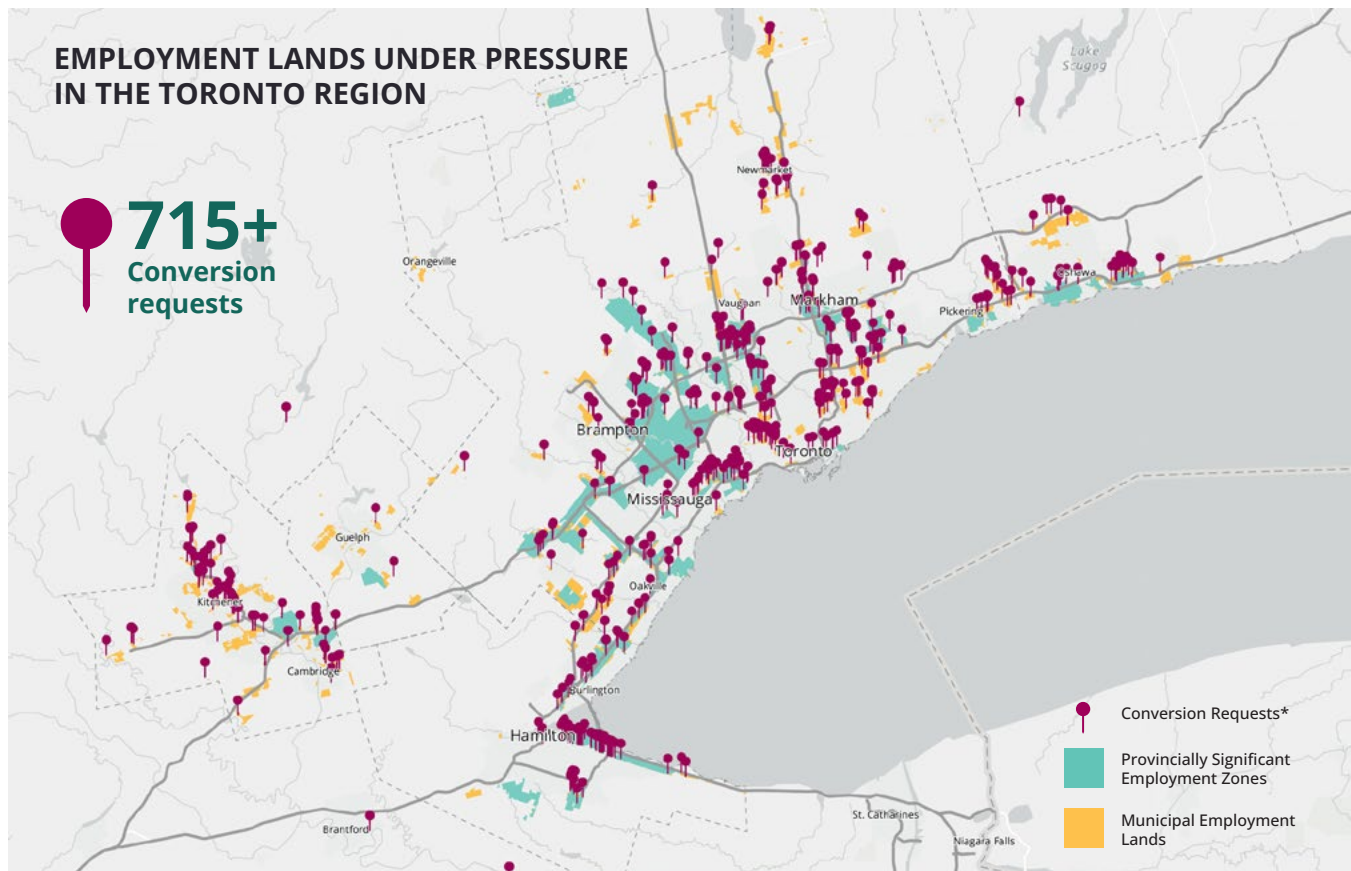 EMPLOYMENT LANDS UNDER PRESSURE
IN THE TORONTO REGION
715+
Conversion
requests
Lake
Scugog
Newmarket
Orangeville
Oshawa
Vaughan
Markham
Pickering
Brampton
Toronto
Mississauga
Guelph
Oakville
Kitchener
Cambridge
Burlington
Hamilton
Brantford
St. Catharines
Niagara Falls
Conversion Requests*
Provincially Significant
Employment Zones
Municipal Employment
Lands